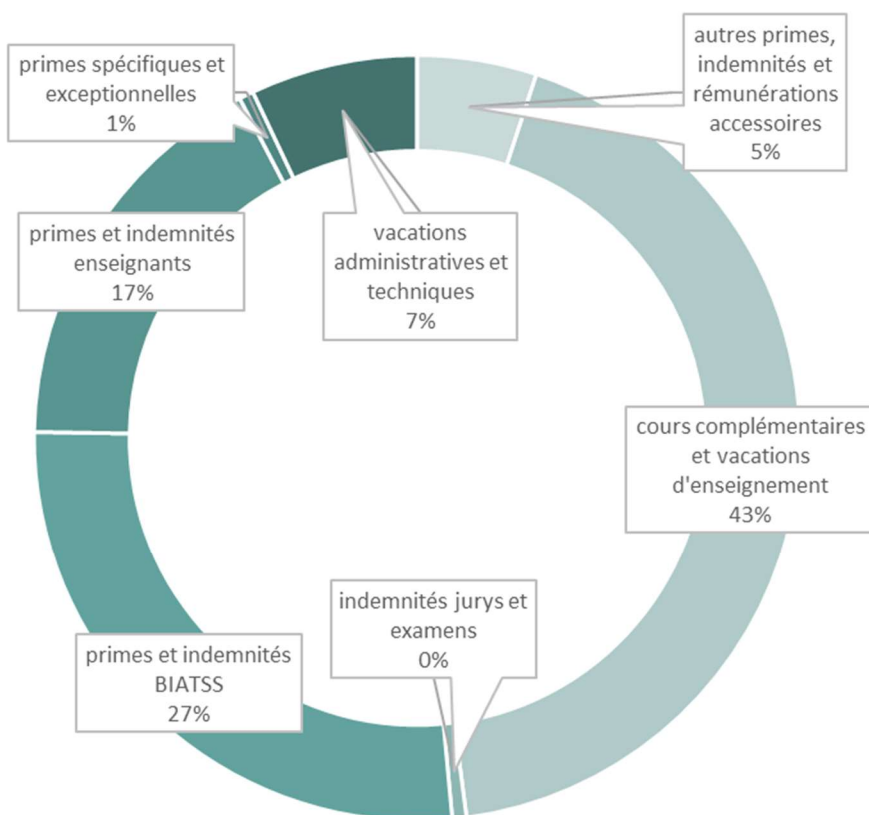 primes spécifiques et
exceptionnelles
1%
autres primes,
indemnités et
rémunérations
accessoires
5%
primes et indemnités
enseignants
17%
vacations
administratives et
techniques
7%
cours complémentaires
et vacations
d'enseignement
43%
indemnités jurys et
examens
0%
primes et indemnités
BIATSS
27%